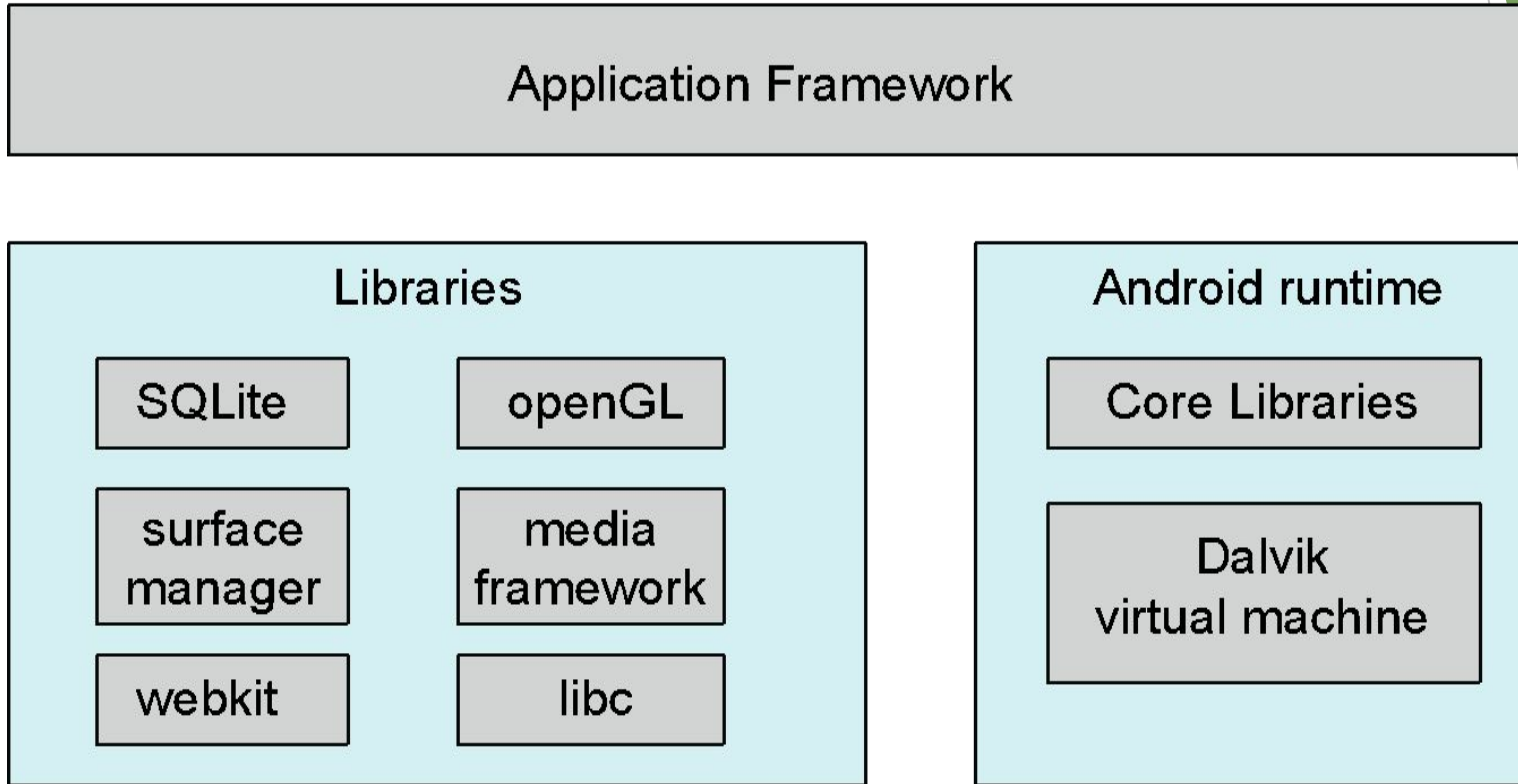 Application Framework
Libraries
SQLite
openGL
surface
manager
media
framework
webkit
libc
Android runtime
Core Libraries
Dalvik
virtual machine